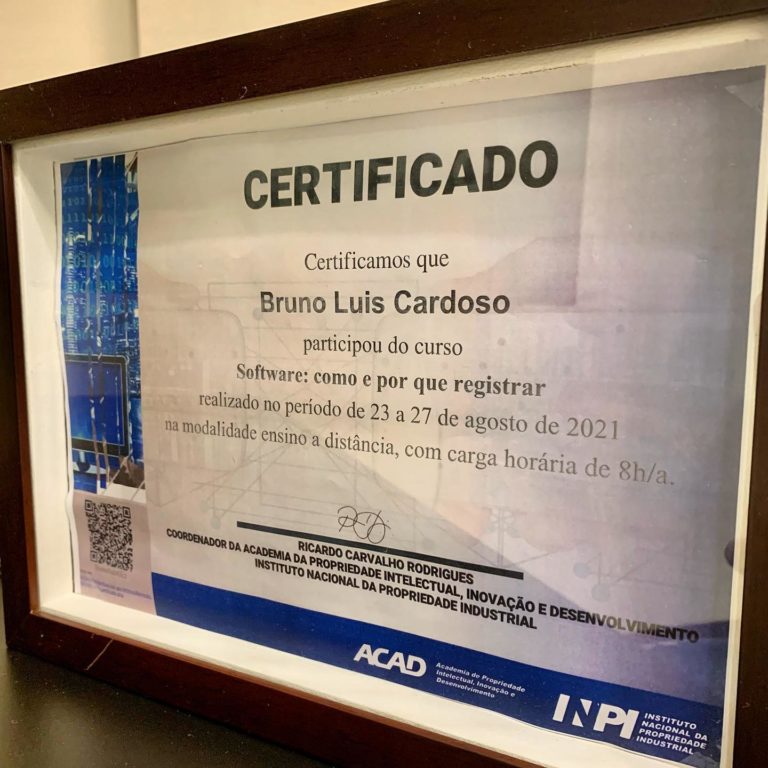 CERTIFICADO
Certificamos que
Bruno Luis Cardoso
participou do curso
Software: como e por que registrar
realizado no período de 23 a 27 de agosto de 2021
na modalidade ensino a distância, com carga horária de 8h/a.
RICARDO CARVALHO RODRIGUES
COORDENADOR DA ACADEMIA DA PROPRIEDADE INTELECTUAL, INOVAÇÃO E DESENVOLVIMENTO
INSTITUTO NACIONAL DA PROPRIEDADE INDUSTRIAL
ACAD
Academia de Propriedade
Intelectual, Inovação e
Desenvolvimento
INPI
INSTITUTO
NACIONAL DA
PROPRIEDADE
INDUSTRIAL